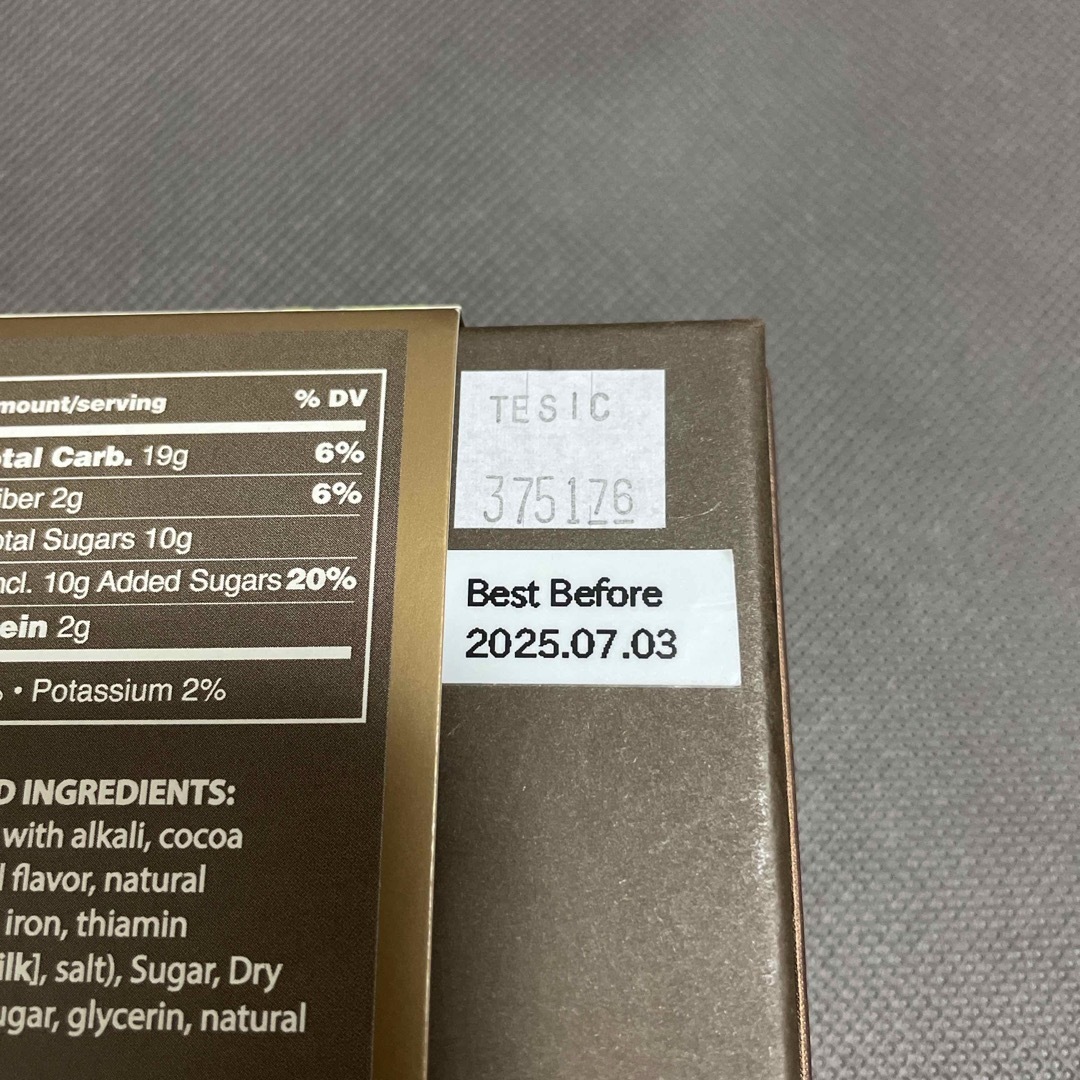 mount/serving % DV
tal Carb. 19g 6%
iber 2g 6%
tal Sugars 10g
ncl. 10g Added Sugars 20%
ein 2g
% • Potassium 2%
D INGREDIENTS:
with alkali, cocoa
l flavor, natural
iron, thiamin
ilk], salt), Sugar, Dry
ugar, glycerin, natural
TESIC
375176
Best Before
2025.07.03